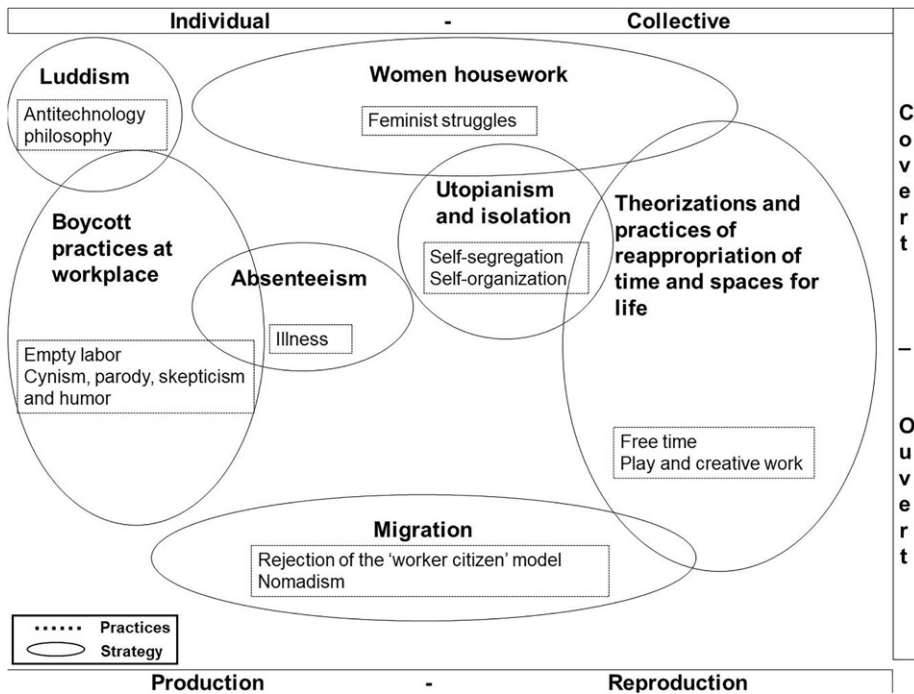 Individual - Collective
Luddism
Antitechnology
philosophy
Women housework
Feminist struggles
Boycott
practices at
workplace
Empty labor
Cynism, parody, skepticism
and humor
Absenteeism
Illness
Utopianism
and isolation
Self-segregation
Self-organization
Theorizations and
practices of
reappropriation of
time and spaces for
life
Free time
Play and creative work
Migration
Rejection of the ‘worker citizen’ model
Nomadism
Covert – Ouvert
Practices
Strategy
Production - Reproduction